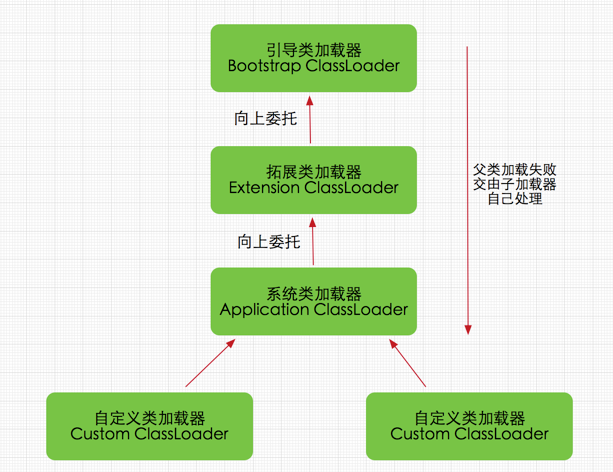 引导类加载器
Bootstrap ClassLoader
向上委托
拓展类加载器
Extension ClassLoader
父类加载失败
交由子加载器
自己处理
向上委托
系统类加载器
Application ClassLoader
自定义类加载器
Custom ClassLoader
自定义类加载器
Custom ClassLoader